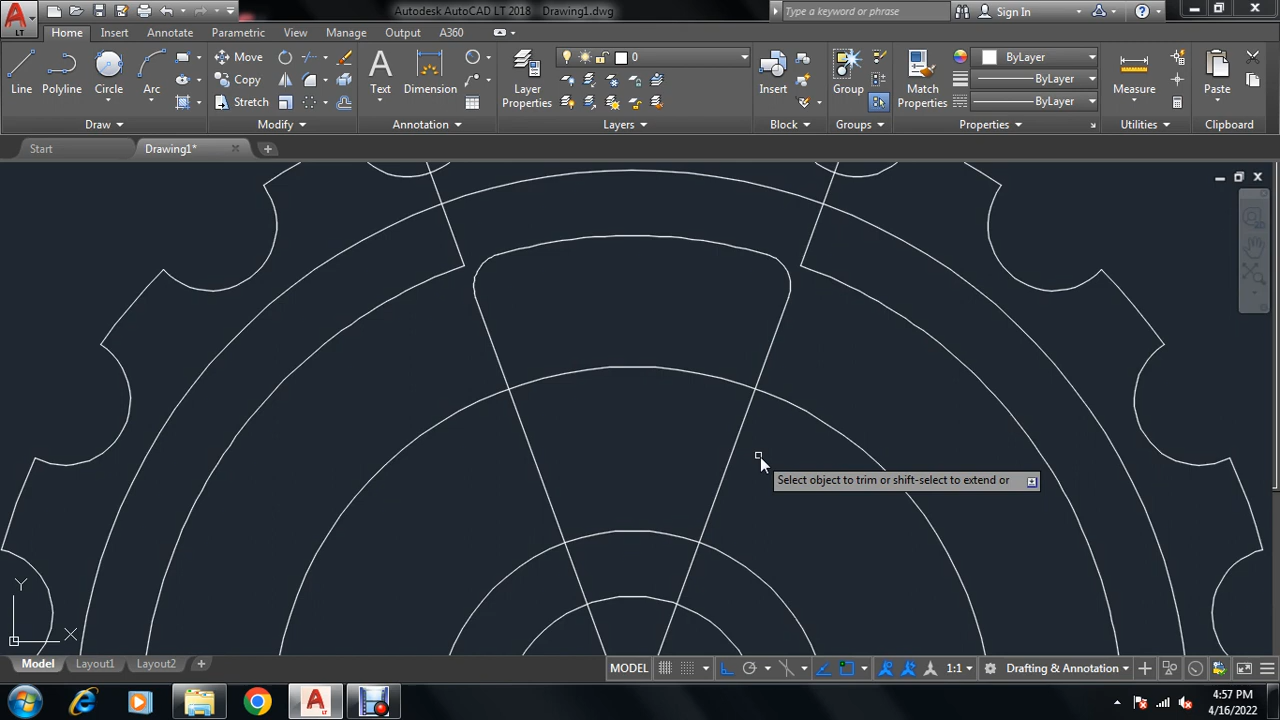 Autodesk AutoCAD LT 2018 Drawing1.dwg
Type a keyword or phrase
Sign In
LT
Home Insert Annotate Parametric View Manage Output A360
Line Polyline Circle Arc
Move
Copy
Stretch
Text Dimension
Layer Properties
0
Insert
Group
Match Properties
ByLayer
ByLayer
ByLayer
Measure
Paste
Draw Modify Annotation Layers Block Groups Properties Utilities Clipboard
Start Drawing1*
Select object to trim or shift-select to extend or
Y
X
Model Layout1 Layout2
MODEL 1:1 Drafting & Annotation
4:57 PM
4/16/2022